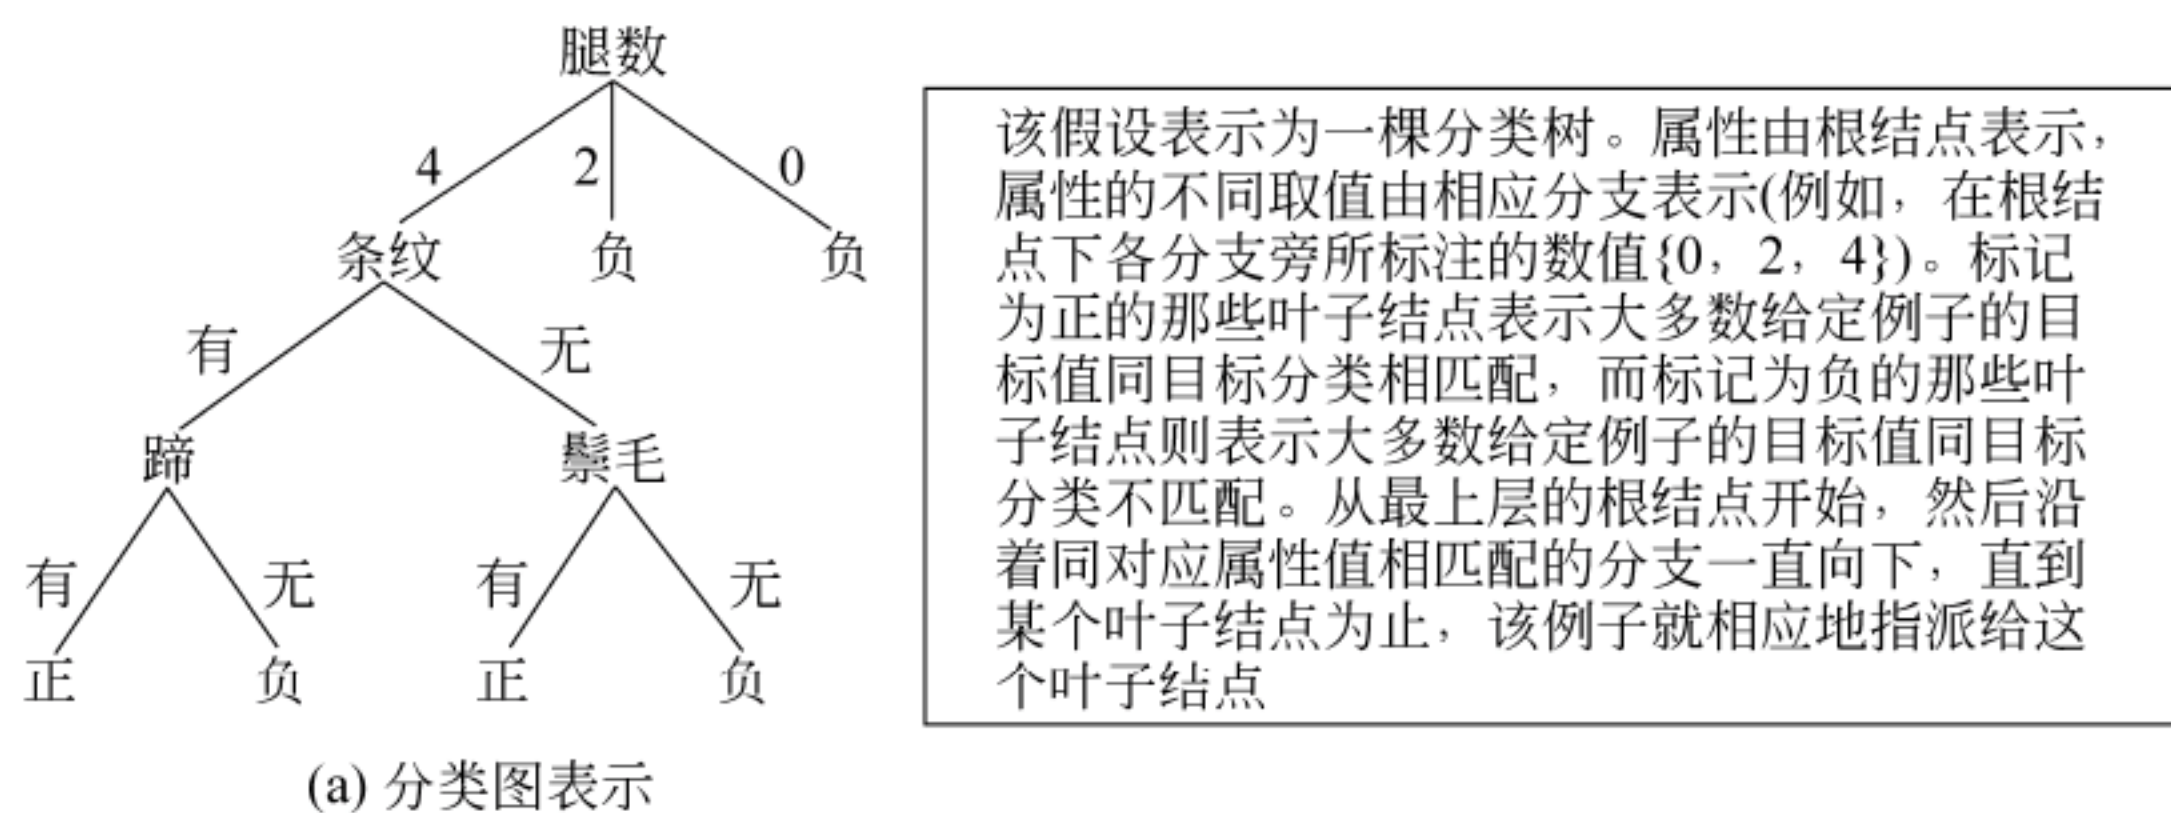 腿数
4
2
0
条纹
负
负
有
无
蹄
鬃毛
有
无
有
无
正
负
正
负
(a) 分类图表示
该假设表示为一棵分类树。属性由根结点表示，
属性的不同取值由相应分支表示(例如，在根结
点下各分支旁所标注的数值{0，2，4})。标记
为正的那些叶子结点表示大多数给定例子的目
标值同目标分类相匹配，而标记为负的那些叶
子结点则表示大多数给定例子的目标值同目标
分类不匹配。从最上层的根结点开始，然后沿
着同对应属性值相匹配的分支一直向下，直到
某个叶子结点为止，该例子就相应地指派给这
个叶子结点